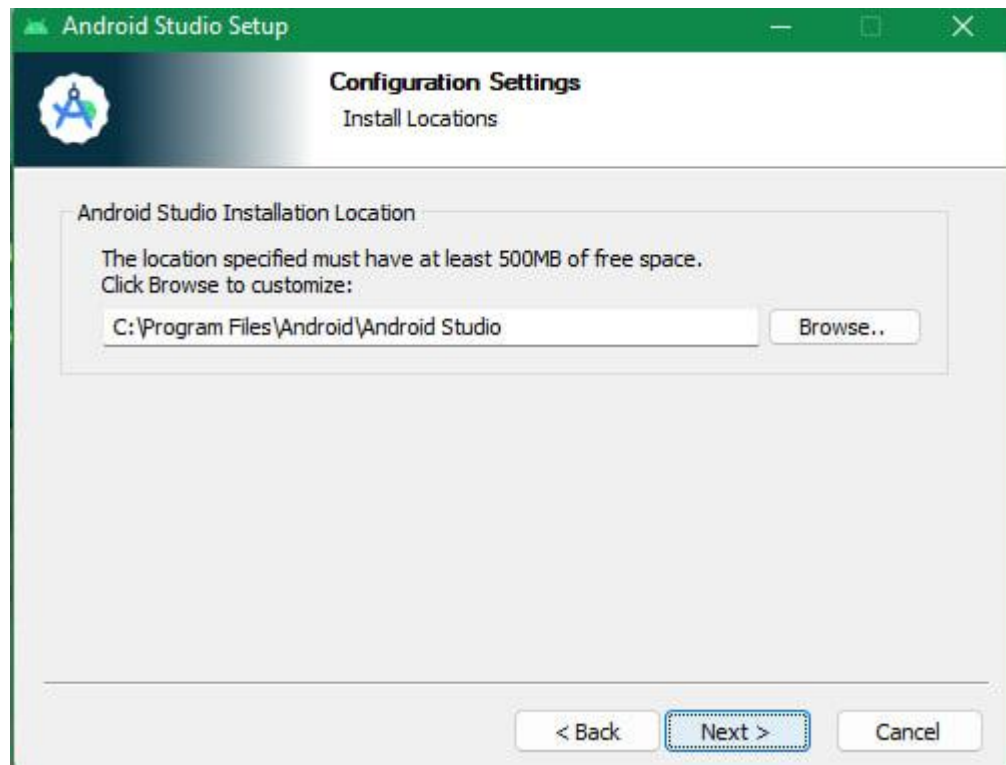 Android Studio Setup
Configuration Settings
Install Locations
Android Studio Installation Location
The location specified must have at least 500MB of free space.
Click Browse to customize:
C:\Program Files\Android\Android Studio
Browse..
< Back
Next >
Cancel